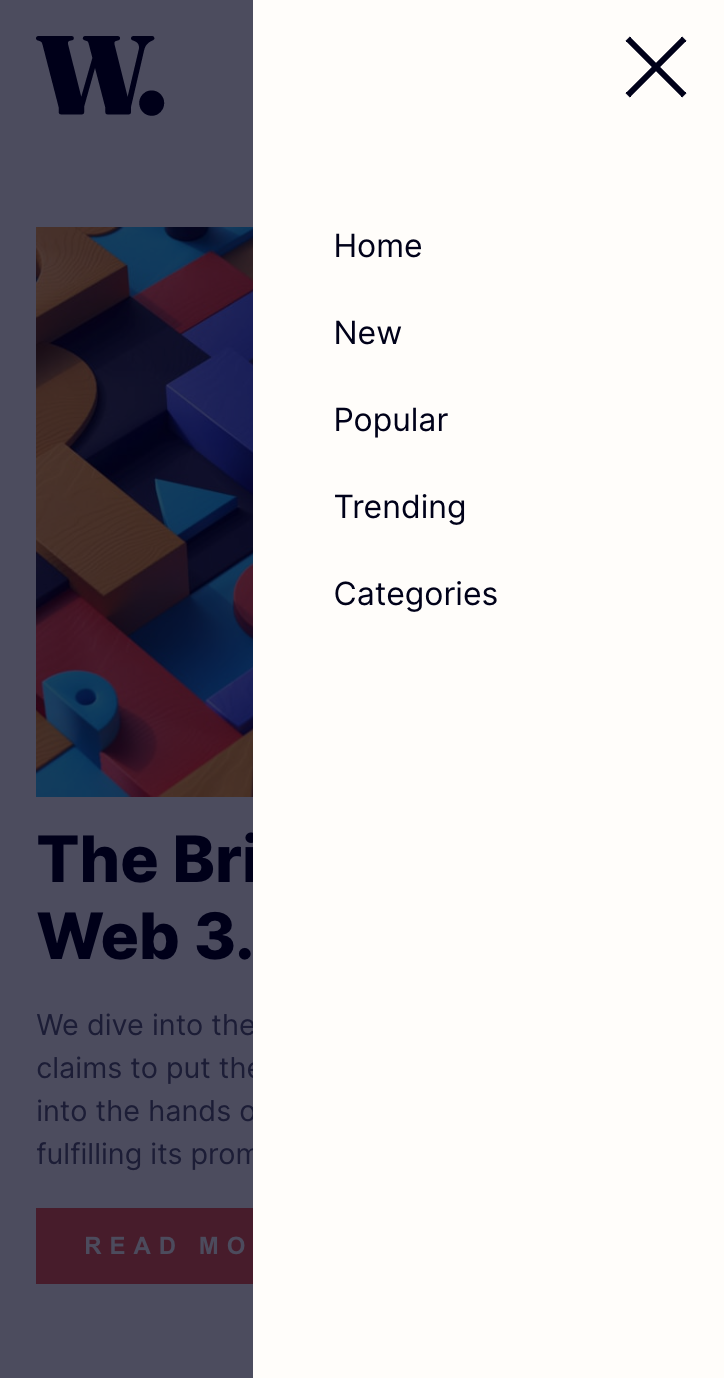 W.
Home
New
Popular
Trending
Categories
The Bri
Web 3.
We dive into the
claims to put the
into the hands o
fulfilling its prom
READ MO